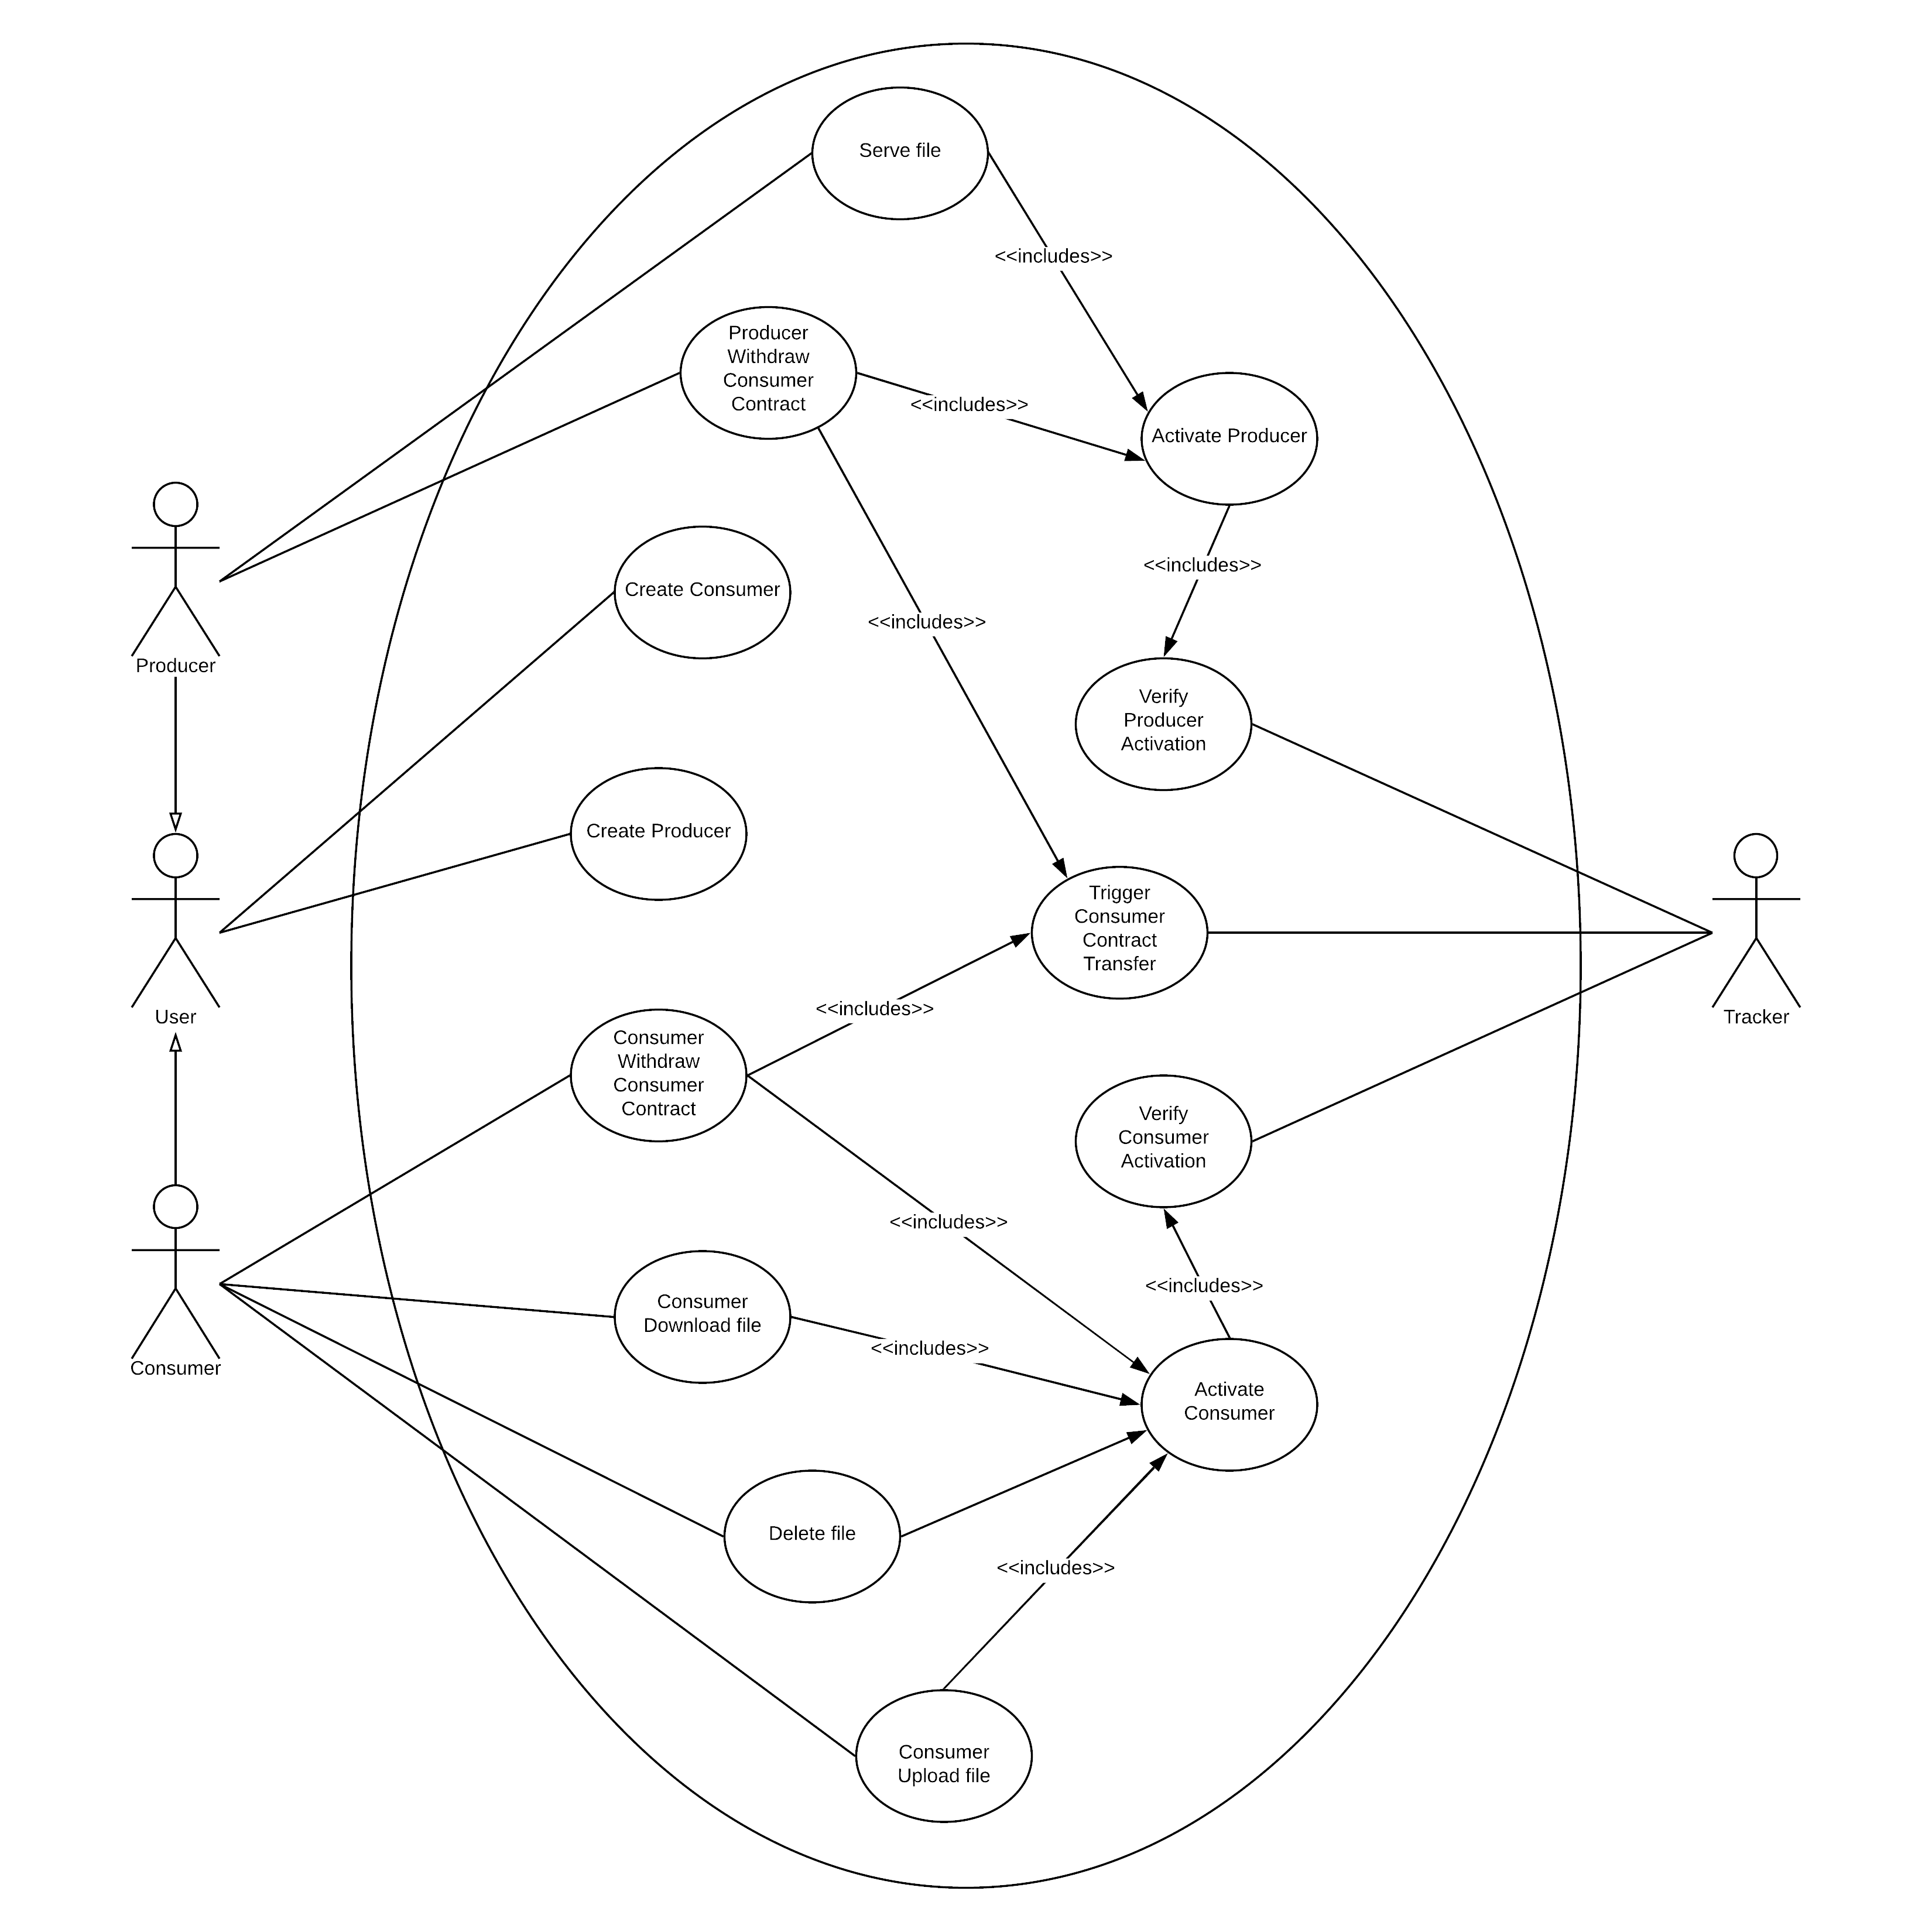 Serve file
<<includes>>
Producer
Withdraw
Consumer
Contract
<<includes>>
Activate Producer
<<includes>>
Create Consumer
<<includes>>
Producer
Verify
Producer
Activation
Create Producer
Trigger
Consumer
Contract
Transfer
User
Tracker
<<includes>>
Consumer
Withdraw
Consumer
Contract
Verify
Consumer
Activation
<<includes>>
<<includes>>
Consumer
Download file
<<includes>>
Consumer
Activate
Consumer
Delete file
<<includes>>
Consumer
Upload file